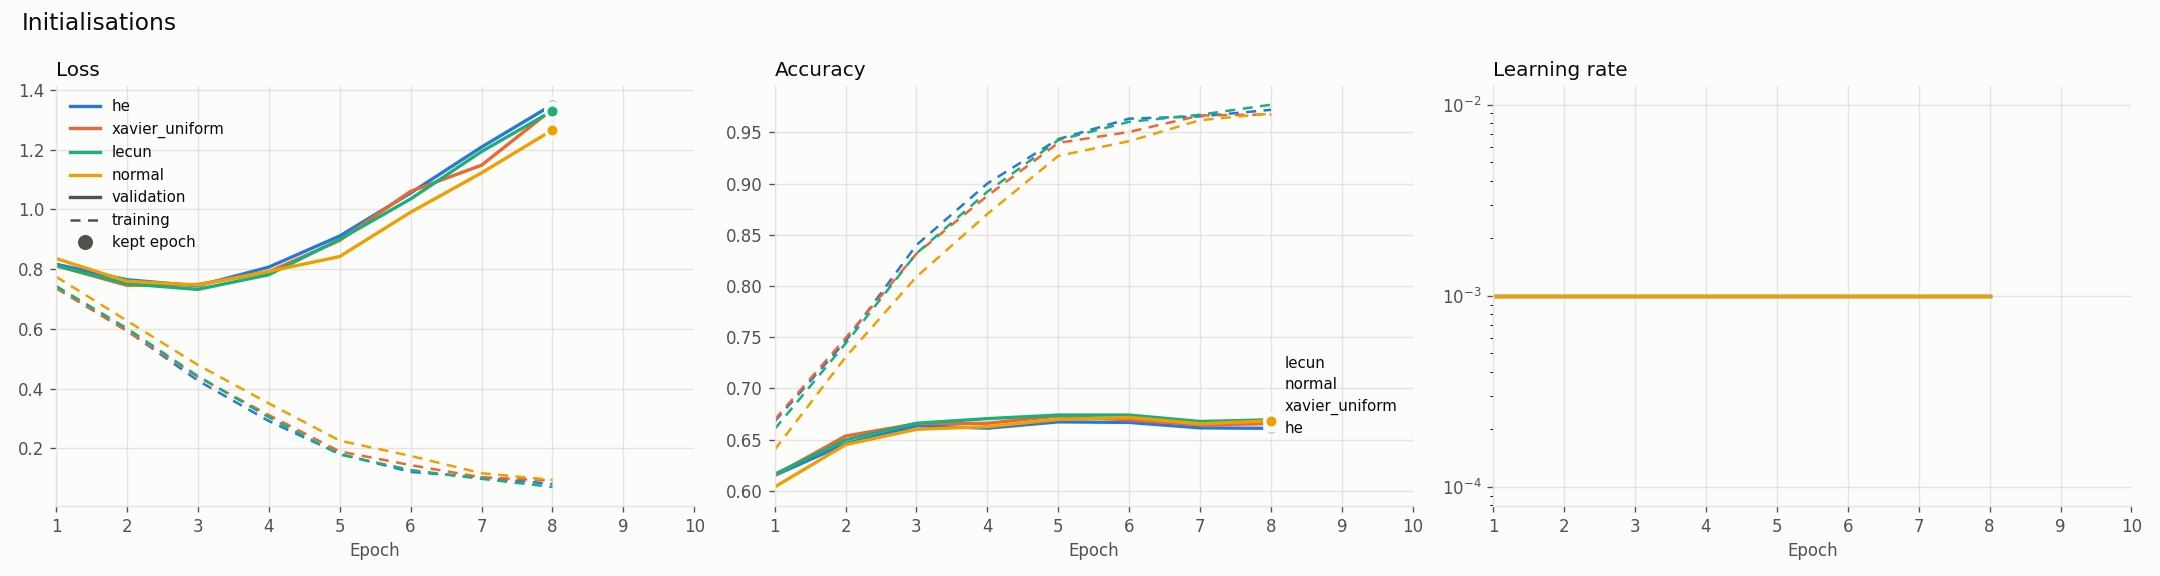 Initialisations
Loss
1.4
1.2
1.0
0.8
0.6
0.4
0.2
he
xavier_uniform
lecun
normal
validation
training
kept epoch
1 2 3 4 5 6 7 8 9 10
Epoch
Accuracy
0.95
0.90
0.85
0.80
0.75
0.70
0.65
0.60
lecun
normal
xavier_uniform
he
1 2 3 4 5 6 7 8 9 10
Epoch
Learning rate
10⁻²
10⁻³
10⁻⁴
1 2 3 4 5 6 7 8 9 10
Epoch